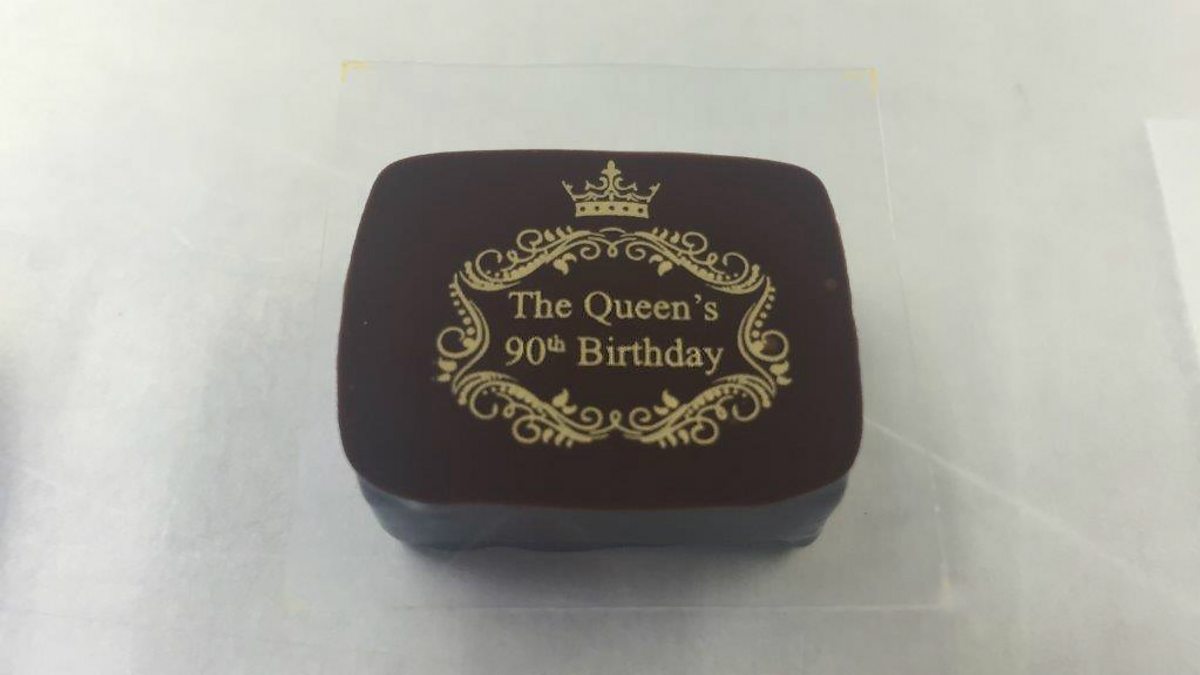 The Queen's
90th Birthday